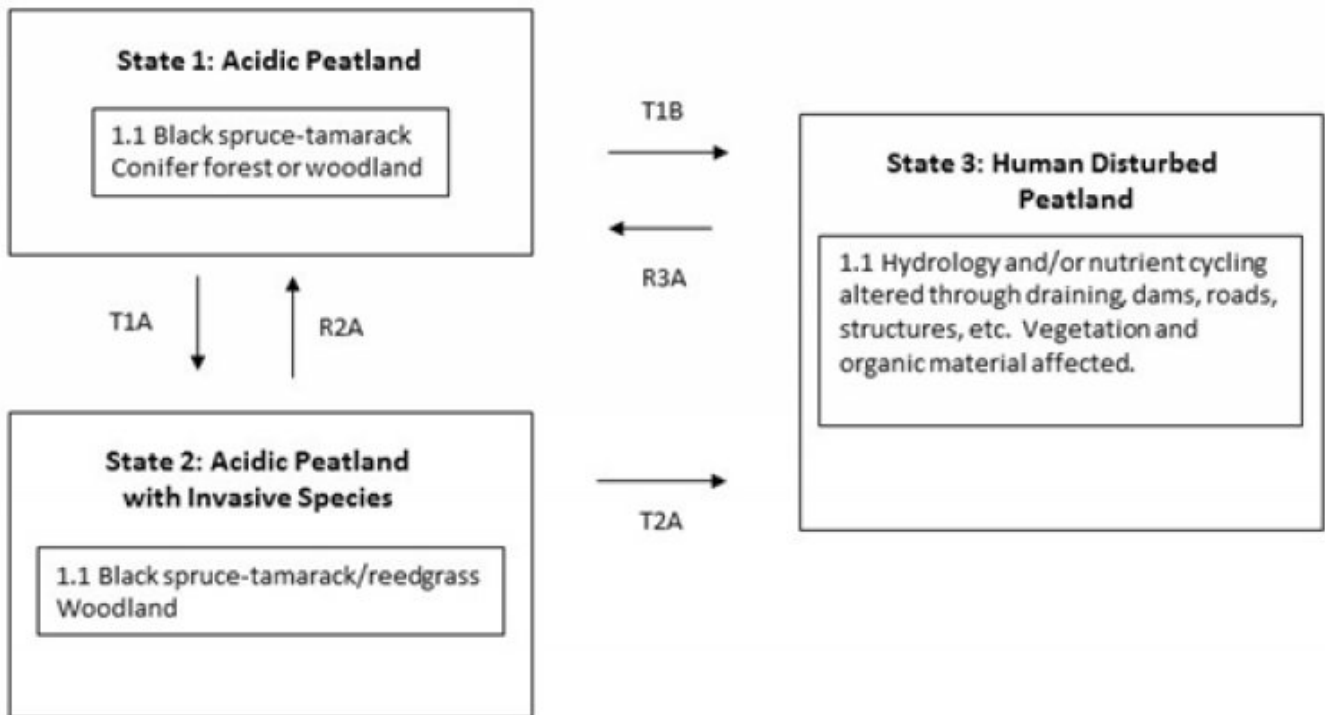 State 1: Acidic Peatland
1.1 Black spruce-tamarack
Conifer forest or woodland
T1B
R3A
State 3: Human Disturbed
Peatland
1.1 Hydrology and/or nutrient cycling
altered through draining, dams, roads,
structures, etc.  Vegetation and
organic material affected.
T1A
R2A
State 2: Acidic Peatland
with Invasive Species
1.1 Black spruce-tamarack/reedgrass
Woodland
T2A